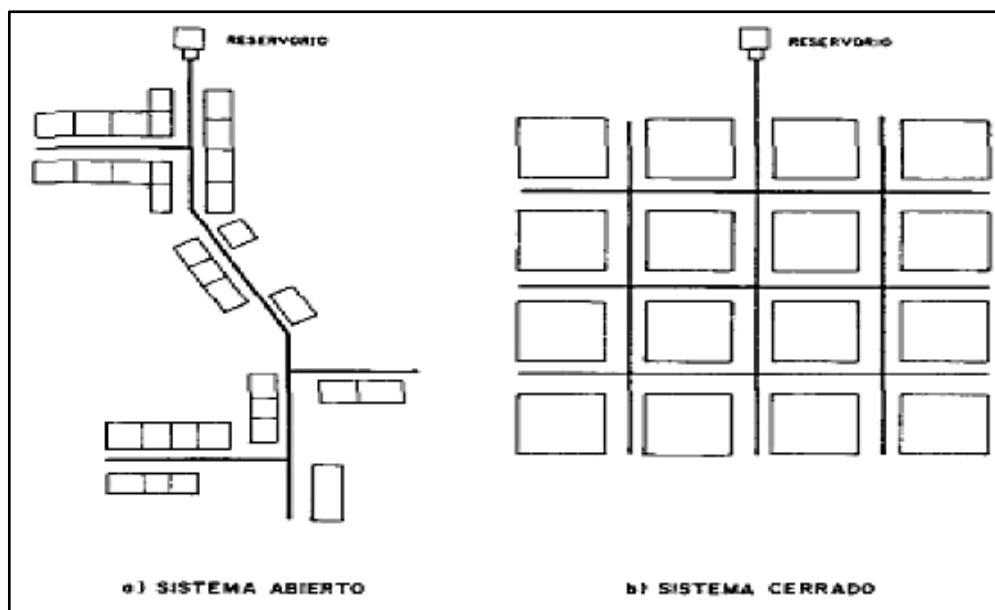 RESERVORIO
RESERVORIO
a) SISTEMA ABIERTO
b) SISTEMA CERRADO